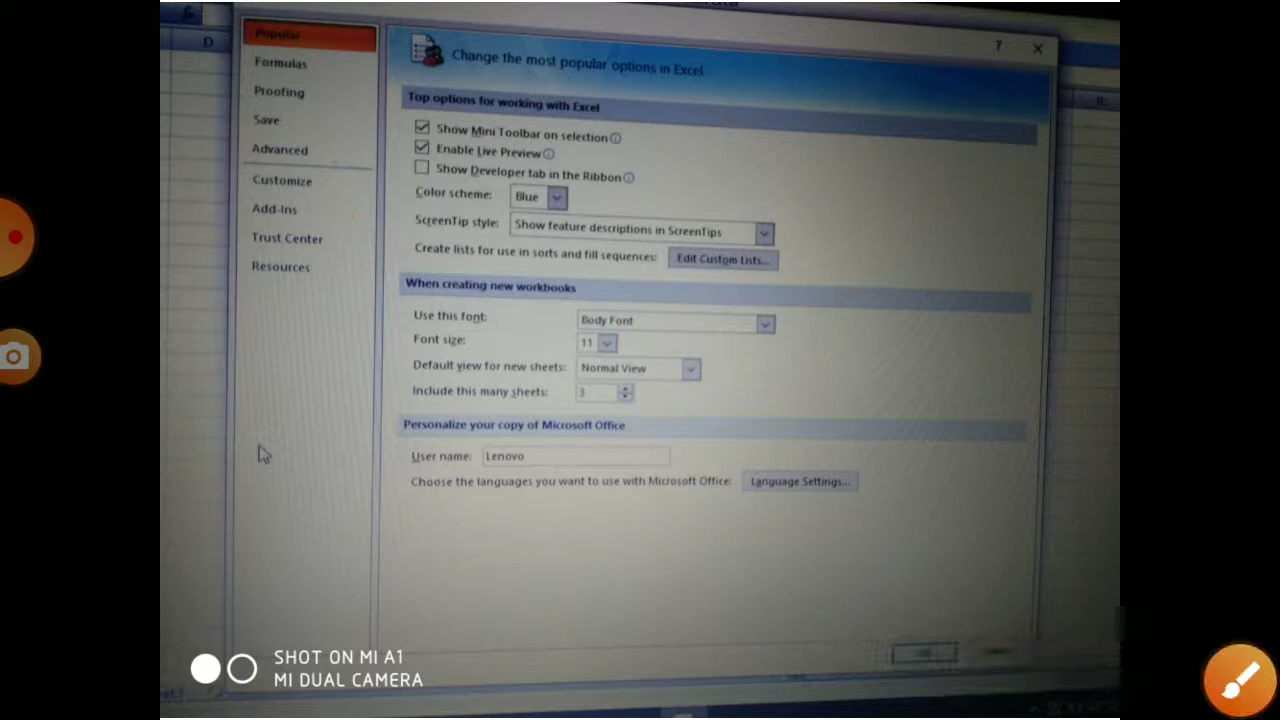 D
Popular
Formulas
Proofing
Save
Advanced
Customize
Add-Ins
Trust Center
Resources
?
Change the most popular options in Excel
Top options for working with Excel
Show Mini Toolbar on selection
Enable Live Preview
Show Developer tab in the Ribbon
Color scheme: Blue
ScreenTip style: Show feature descriptions in ScreenTips
Create lists for use in sorts and fill sequences: Edit Custom Lists...
When creating new workbooks
Use this font: Body Font
Font size: 11
Default view for new sheets: Normal View
Include this many sheets: 3
Personalize your copy of Microsoft Office
User name: Lenovo
Choose the languages you want to use with Microsoft Office: Language Settings...
SHOT ON MI A1
MI DUAL CAMERA